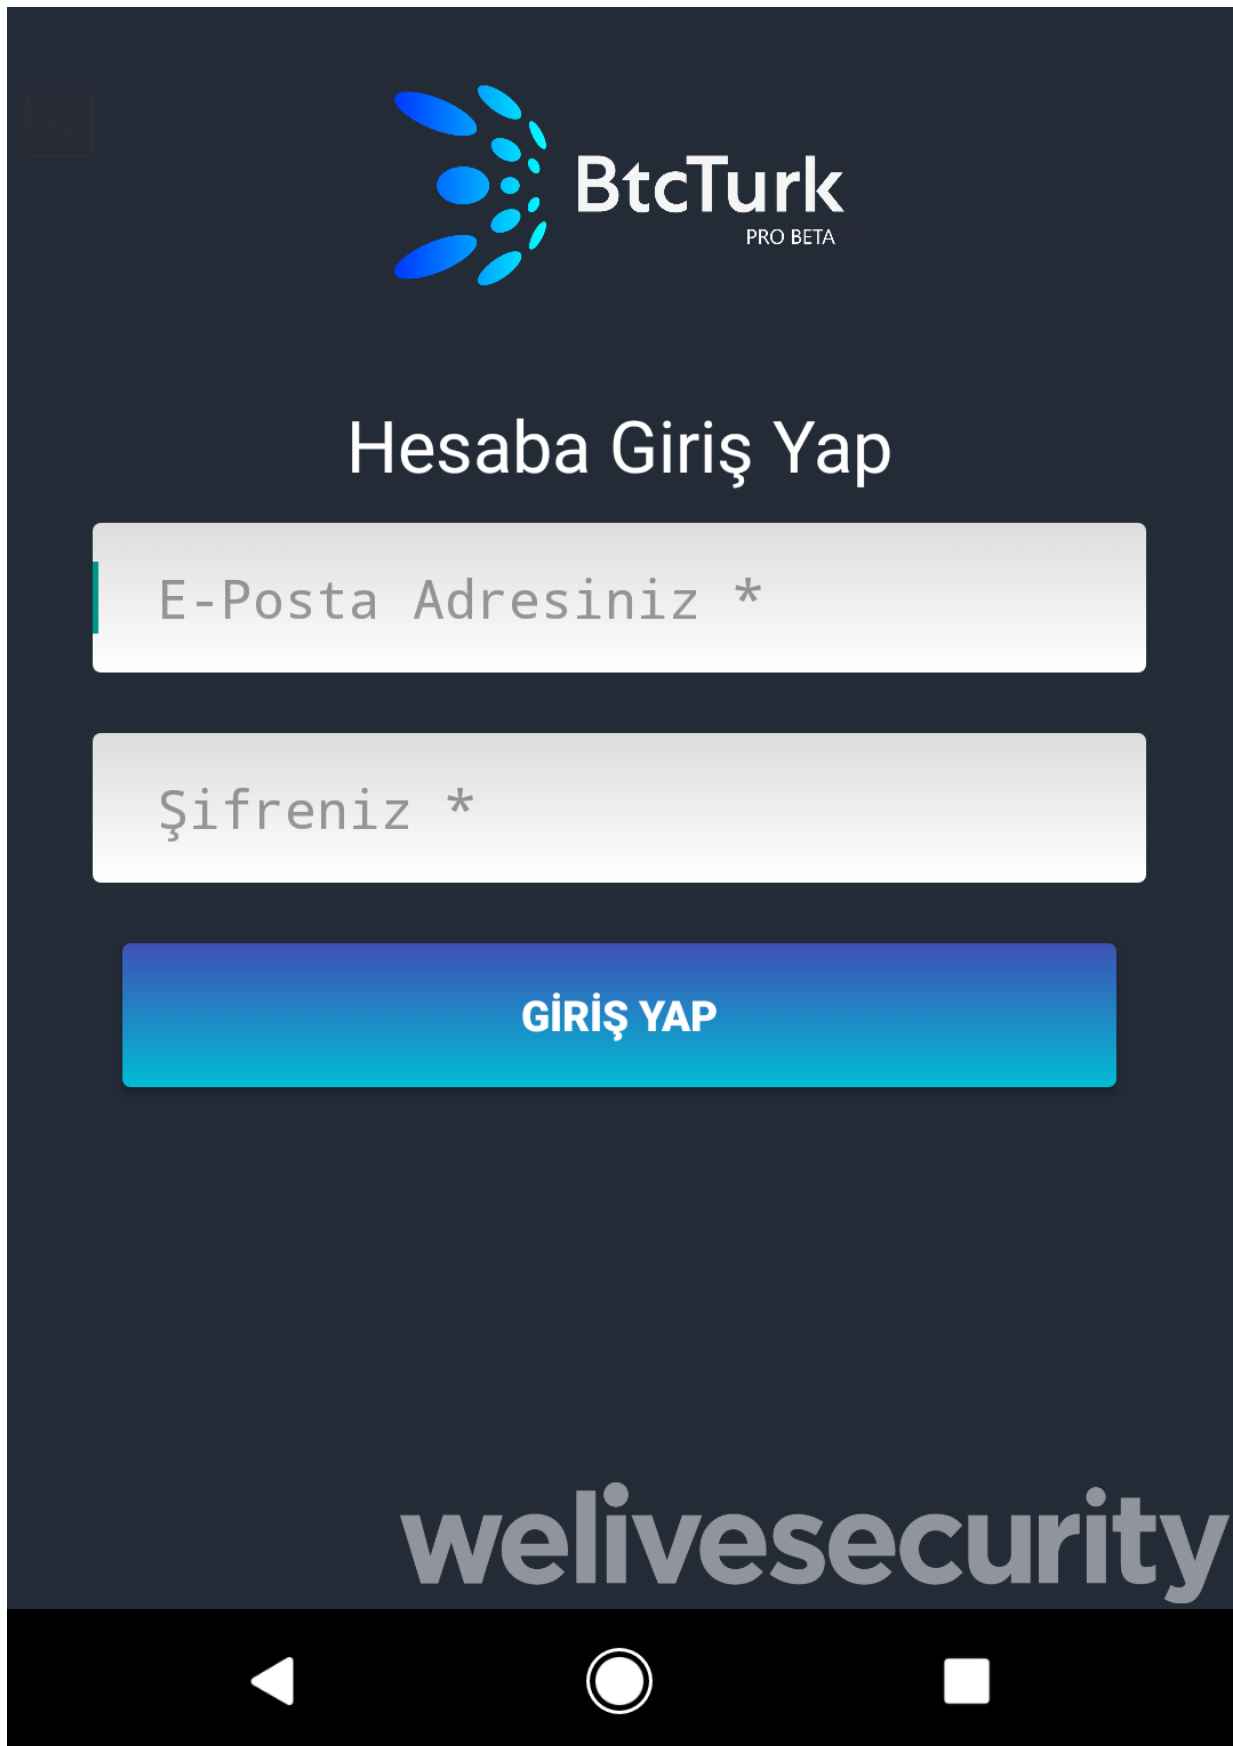 BtcTurk
PRO BETA
Hesaba Giriş Yap
E-Posta Adresiniz *
Şifreniz *
GİRİŞ YAP
welivesecurity